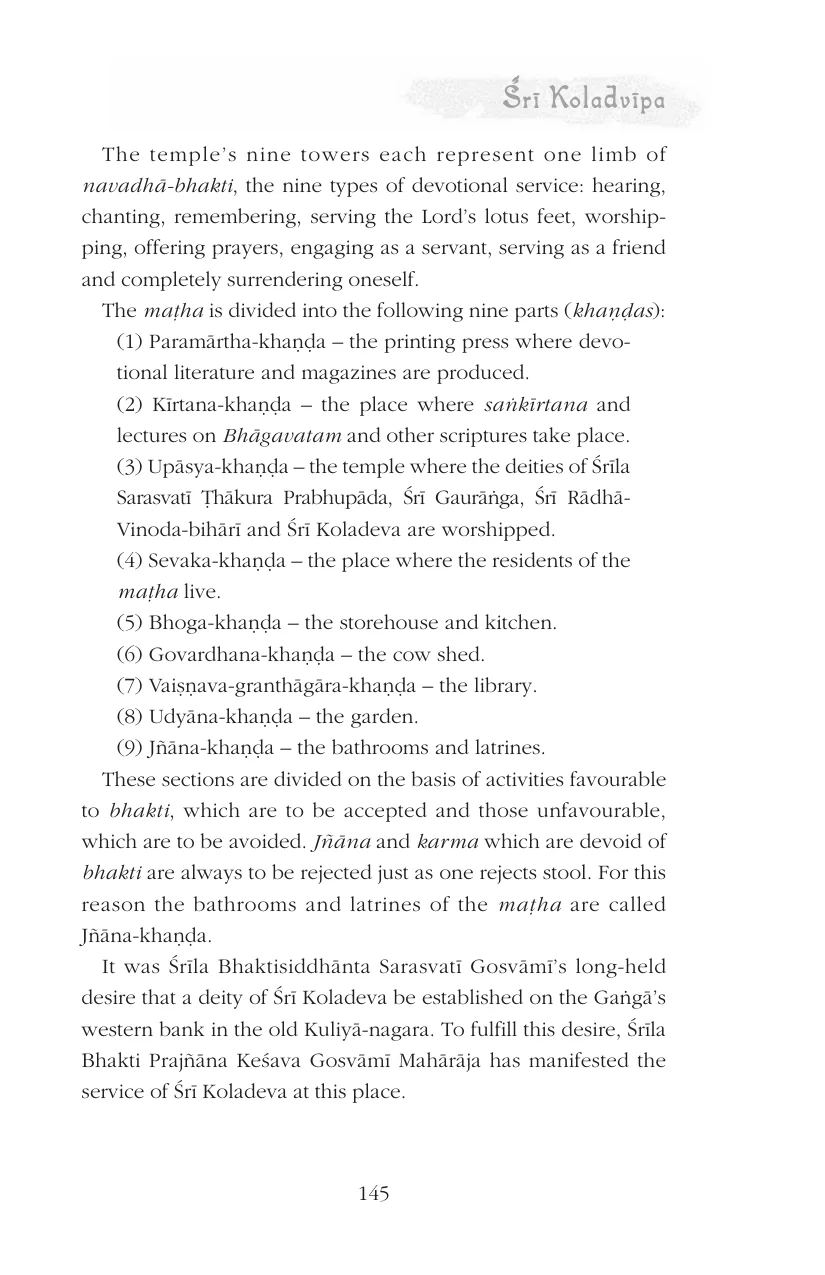 Śrī Koladvīpa
The temple’s nine towers each represent one limb of
navadhā-bhakti, the nine types of devotional service: hearing,
chanting, remembering, serving the Lord’s lotus feet, worship-
ping, offering prayers, engaging as a servant, serving as a friend
and completely surrendering oneself.
The maṭha is divided into the following nine parts (khaṇḍas):
(1) Paramārtha-khaṇḍa – the printing press where devo-
tional literature and magazines are produced.
(2) Kīrtana-khaṇḍa – the place where saṅkīrtana and
lectures on Bhāgavatam and other scriptures take place.
(3) Upāsya-khaṇḍa – the temple where the deities of Śrīla
Sarasvatī Ṭhākura Prabhupāda, Śrī Gaurāṅga, Śrī Rādhā-
Vinoda-bihārī and Śrī Koladeva are worshipped.
(4) Sevaka-khaṇḍa – the place where the residents of the
maṭha live.
(5) Bhoga-khaṇḍa – the storehouse and kitchen.
(6) Govardhana-khaṇḍa – the cow shed.
(7) Vaiṣṇava-granthāgāra-khaṇḍa – the library.
(8) Udyāna-khaṇḍa – the garden.
(9) Jñāna-khaṇḍa – the bathrooms and latrines.
These sections are divided on the basis of activities favourable
to bhakti, which are to be accepted and those unfavourable,
which are to be avoided. Jñāna and karma which are devoid of
bhakti are always to be rejected just as one rejects stool. For this
reason the bathrooms and latrines of the maṭha are called
Jñāna-khaṇḍa.
It was Śrīla Bhaktisiddhānta Sarasvatī Gosvāmī’s long-held
desire that a deity of Śrī Koladeva be established on the Gaṅgā’s
western bank in the old Kuliyā-nagara. To fulfill this desire, Śrīla
Bhakti Prajñāna Keśava Gosvāmī Mahārāja has manifested the
service of Śrī Koladeva at this place.
145